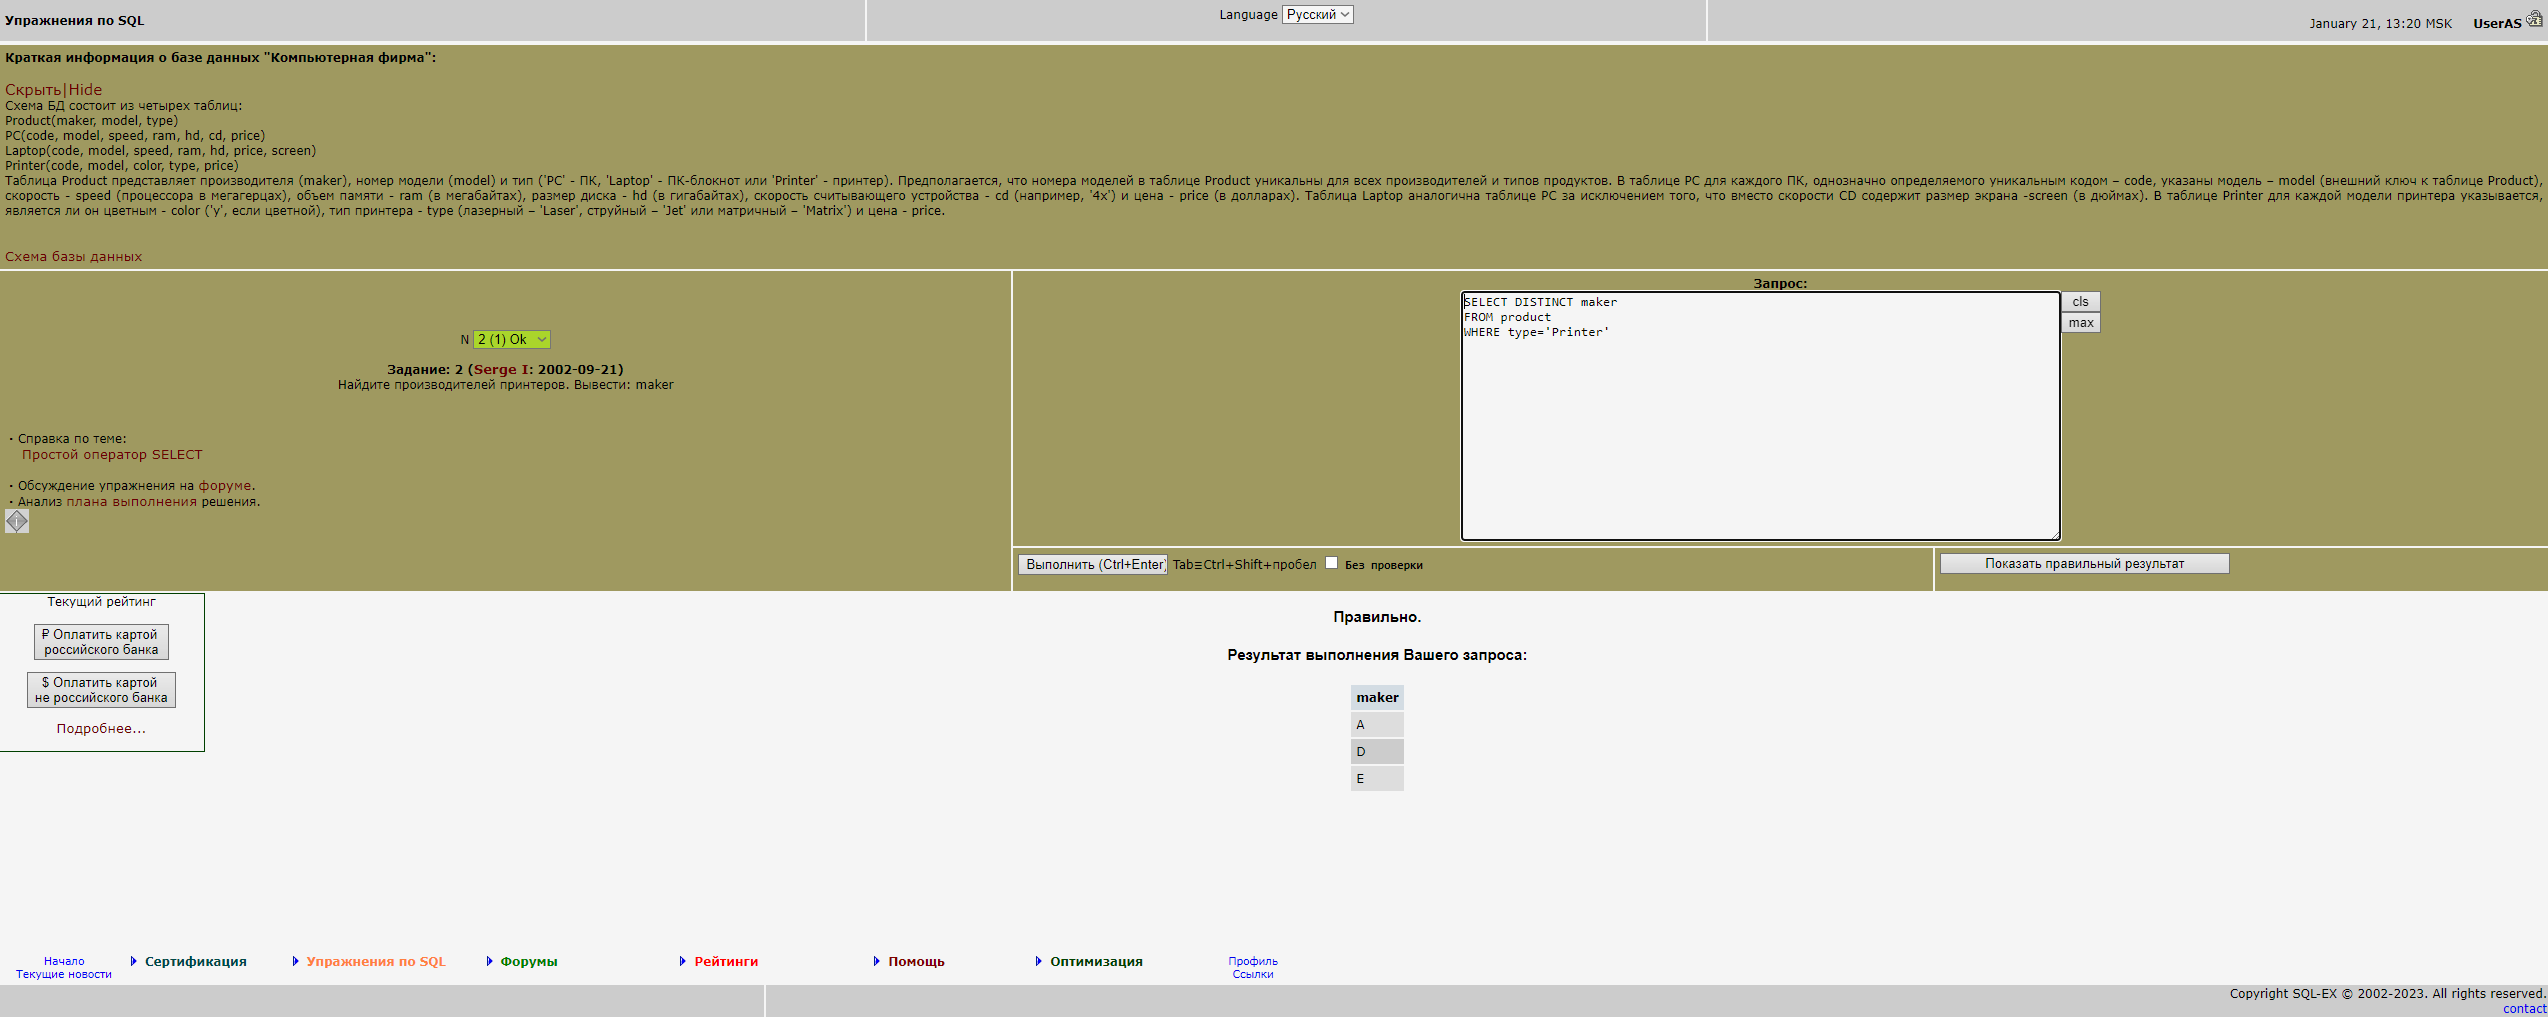 Упражнения по SQL
Language Русский
January 21, 13:20 MSK UserAS
Краткая информация о базе данных "Компьютерная фирма":
Скрыть|Hide
Схема БД состоит из четырех таблиц:
Product(maker, model, type)
PC(code, model, speed, ram, hd, cd, price)
Laptop(code, model, speed, ram, hd, price, screen)
Printer(code, model, color, type, price)
Таблица Product представляет производителя (maker), номер модели (model) и тип ('PC' - ПК, 'Laptop' - ПК-блокнот или 'Printer' - принтер). Предполагается, что номера моделей в таблице Product уникальны для всех производителей и типов продуктов. В таблице PC для каждого ПК, однозначно определяемого уникальным кодом – code, указаны модель – model (внешний ключ к таблице Product),
скорость - speed (процессора в мегагерцах), объем памяти - ram (в мегабайтах), размер диска - hd (в гигабайтах), скорость считывающего устройства - cd (например, '4x') и цена - price (в долларах). Таблица Laptop аналогична таблице РС за исключением того, что вместо скорости CD содержит размер экрана -screen (в дюймах). В таблице Printer для каждой модели принтера указывается,
является ли он цветным - color ('y', если цветной), тип принтера - type (лазерный – 'Laser', струйный – 'Jet' или матричный – 'Matrix') и цена - price.
Схема базы данных
N 2 (1) Ok
Задание: 2 (Serge I: 2002-09-21)
Найдите производителей принтеров. Вывести: maker
· Справка по теме:
Простой оператор SELECT
· Обсуждение упражнения на форуме.
· Анализ плана выполнения решения.
Запрос:
SELECT DISTINCT maker
FROM product
WHERE type='Printer'
cls
max
Выполнить (Ctrl+Enter) Tab≡Ctrl+Shift+пробел Без проверки
Показать правильный результат
Текущий рейтинг
₽ Оплатить картой
российского банка
$ Оплатить картой
не российского банка
Подробнее...
Правильно.
Результат выполнения Вашего запроса:
maker
A
D
E
Начало
Текущие новости
Сертификация
Упражнения по SQL
Форумы
Рейтинги
Помощь
Оптимизация
Профиль
Ссылки
Copyright SQL-EX © 2002-2023. All rights reserved.
contact